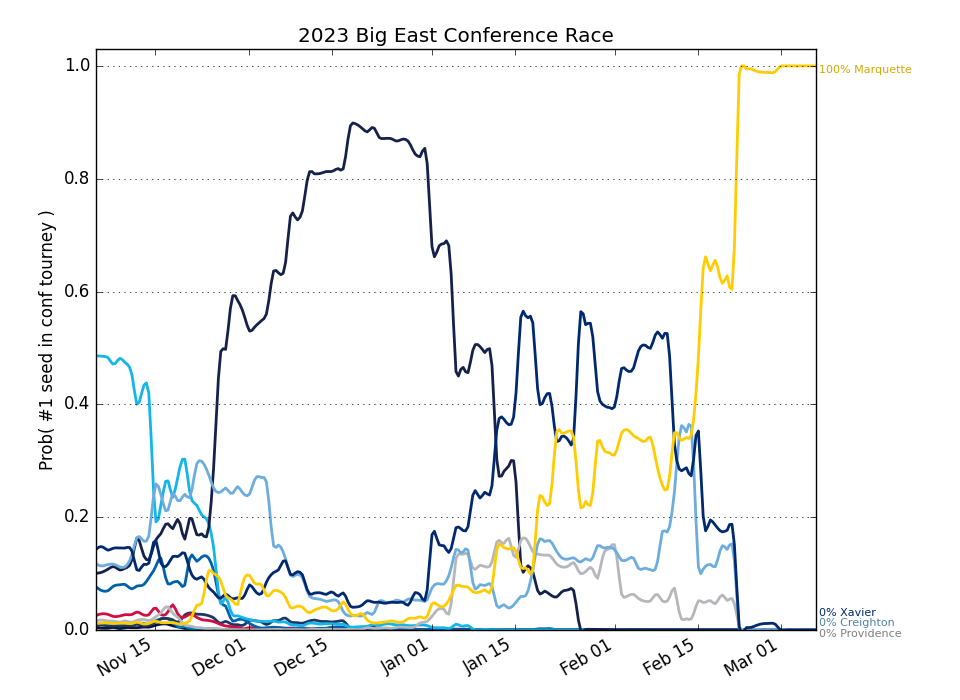 2023 Big East Conference Race
Prob( #1 seed in conf tourney )
1.0
0.8
0.6
0.4
0.2
0.0
100% Marquette
0% Xavier
0% Creighton
0% Providence
Nov 15
Dec 01
Dec 15
Jan 01
Jan 15
Feb 01
Feb 15
Mar 01